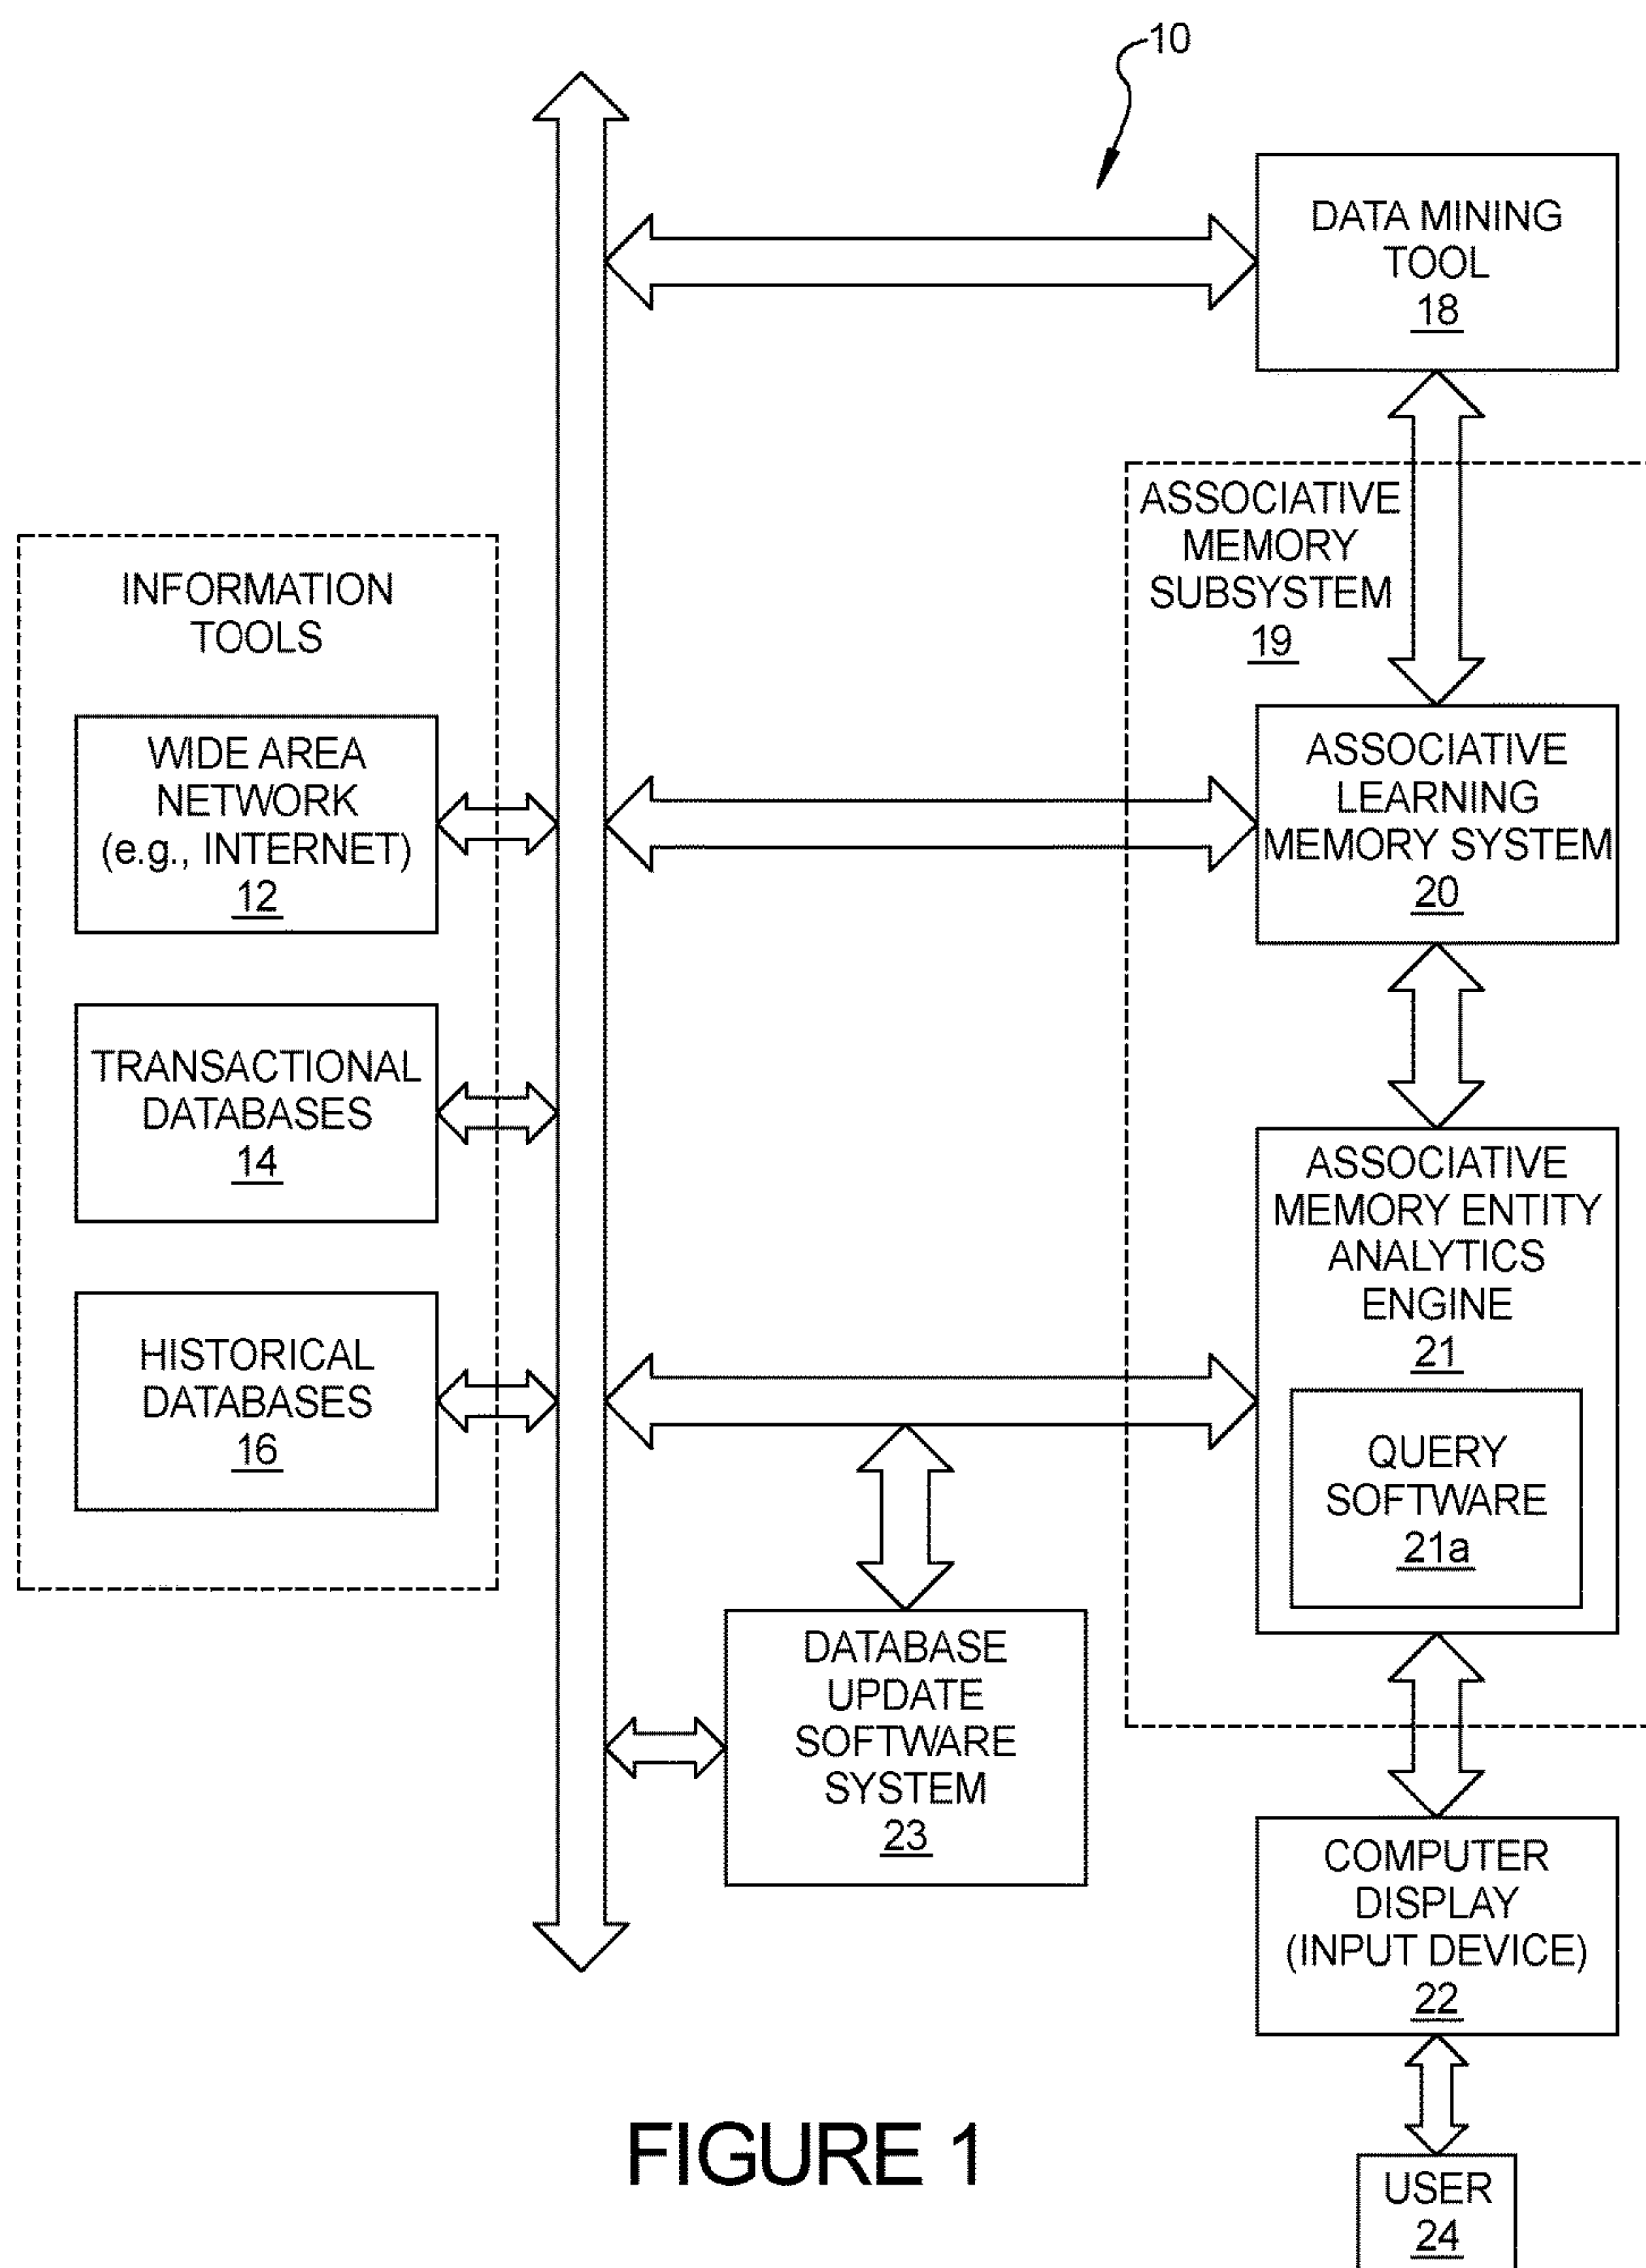 10
DATA MINING
TOOL
18
ASSOCIATIVE
MEMORY
SUBSYSTEM
19
INFORMATION
TOOLS
WIDE AREA
NETWORK
(e.g., INTERNET)
12
ASSOCIATIVE
LEARNING
MEMORY SYSTEM
20
TRANSACTIONAL
DATABASES
14
ASSOCIATIVE
MEMORY ENTITY
ANALYTICS
ENGINE
21
HISTORICAL
DATABASES
16
QUERY
SOFTWARE
21a
DATABASE
UPDATE
SOFTWARE
SYSTEM
23
COMPUTER
DISPLAY
(INPUT DEVICE)
22
FIGURE 1
USER
24